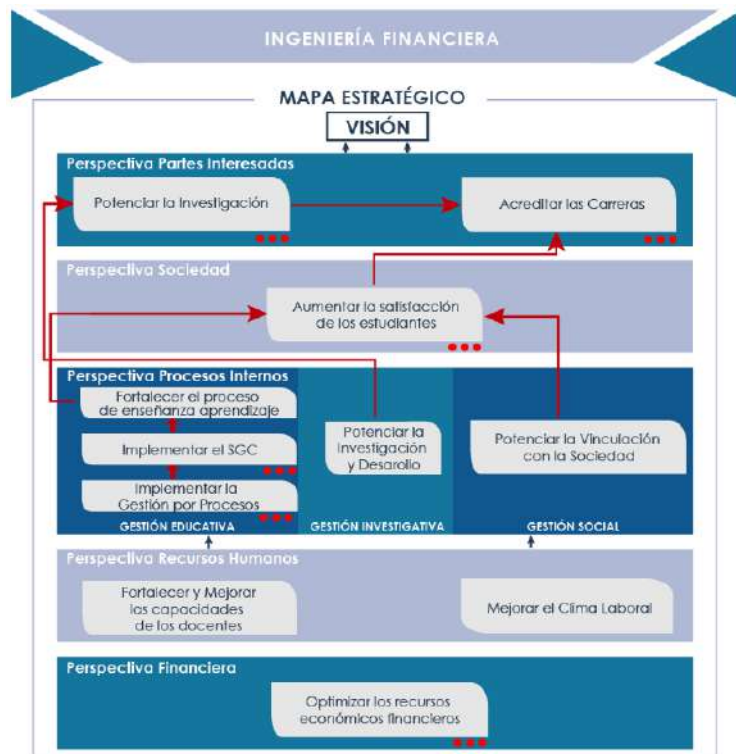 INGENIERÍA FINANCIERA
MAPA ESTRATÉGICO
VISIÓN
Perspectiva Partes Interesadas
Potenciar la Investigación
Acreditar las Carreras
Perspectiva Sociedad
Aumentar la satisfacción
de los estudiantes
Perspectiva Procesos Internos
Fortalecer el proceso
de enseñanza aprendizaje
Implementar el SGC
Implementar la
Gestión por Procesos
GESTIÓN EDUCATIVA
Potenciar la
Investigación
y Desarollo
GESTIÓN INVESTIGATIVA
Potenciar la Vinculación
con la Sociedad
GESTIÓN SOCIAL
Perspectiva Recursos Humanos
Fortalecer y Mejorar
las capacidades
de los docentes
Mejorar el Clima Laboral
Perspectiva Financiera
Optimizar los recursos
económicos financieros